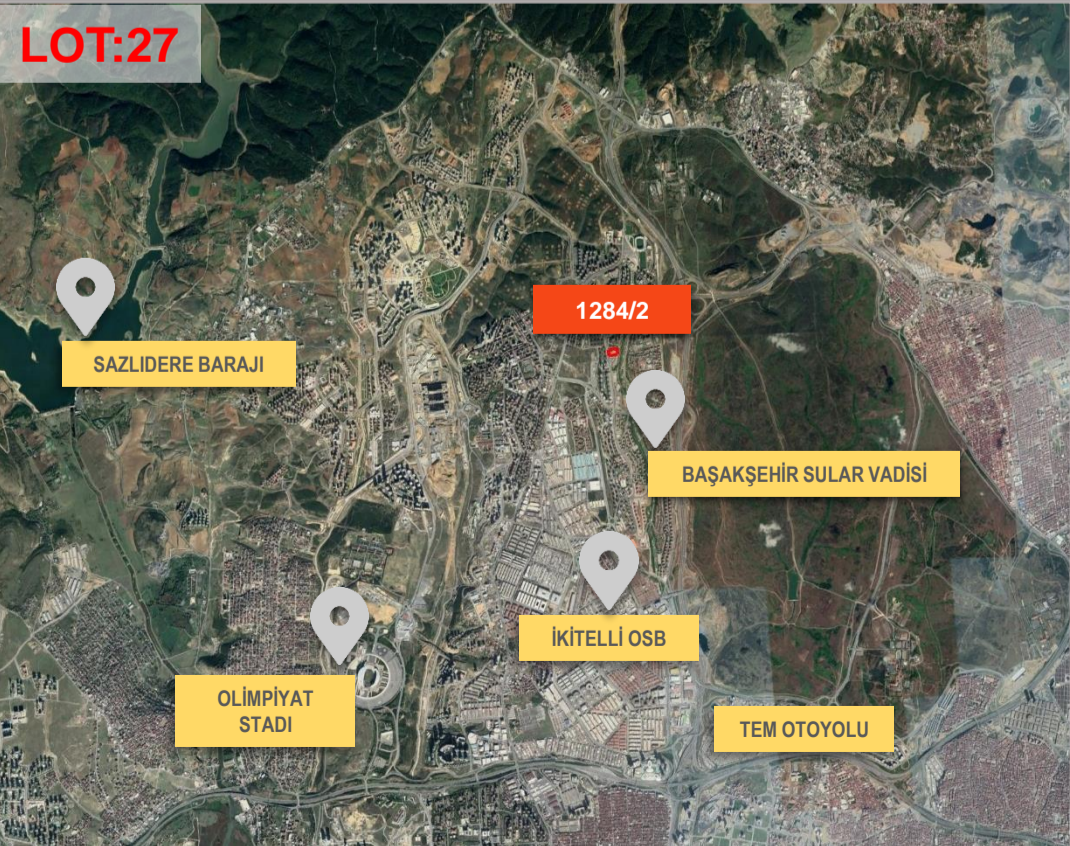 LOT:27
1284/2
SAZLIDERE BARAJI
BAŞAKŞEHİR SULAR VADİSİ
İKİTELLİ OSB
OLİMPİYAT
STADI
TEM OTOYOLU